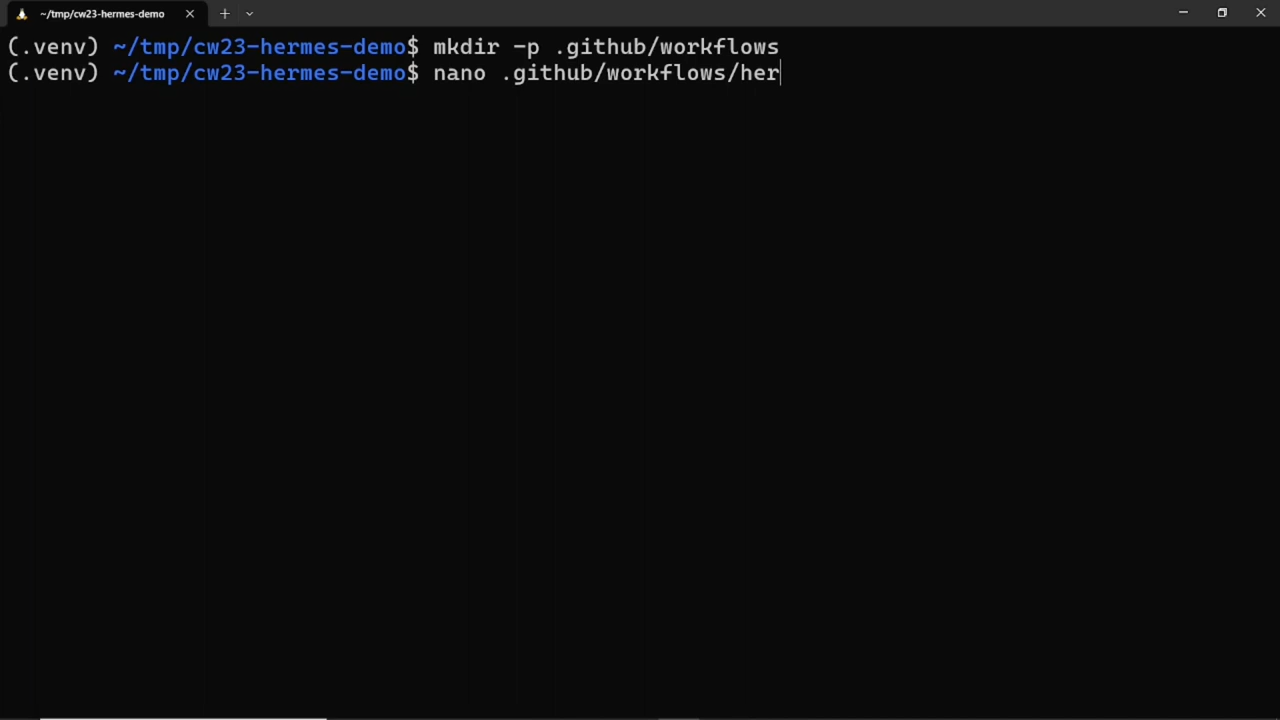 ~/tmp/cw23-hermes-demo
(.venv) ~/tmp/cw23-hermes-demo$ mkdir -p .github/workflows
(.venv) ~/tmp/cw23-hermes-demo$ nano .github/workflows/her